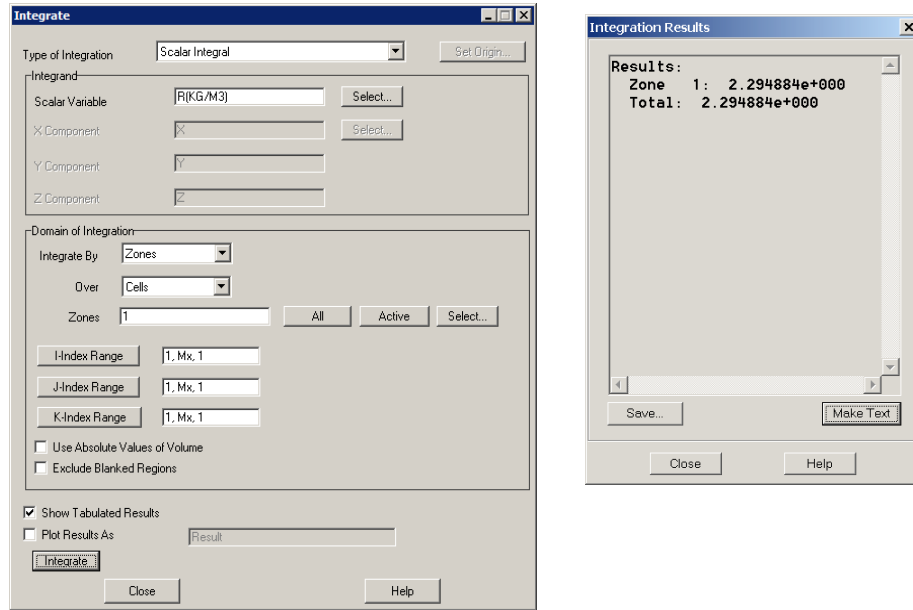 Integrate
Type of Integration Scalar Integral Set Origin...
Integrand
Scalar Variable R(KG/M3) Select...
X Component X Select...
Y Component Y
Z Component Z
Domain of Integration
Integrate By Zones
Over Cells
Zones 1 All Active Select...
I-Index Range 1, Mx, 1
J-Index Range 1, Mx, 1
K-Index Range 1, Mx, 1
Use Absolute Values of Volume
Exclude Blanked Regions
Show Tabulated Results
Plot Results As Result
Integrate
Close Help
Integration Results
Results:
Zone 1: 2.294884e+000
Total: 2.294884e+000
Save... Make Text
Close Help